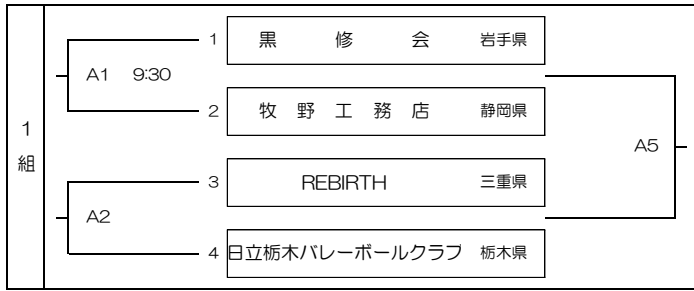 1組
A1 9:30
1 黒修会 岩手県
2 牧野工務店 静岡県
A5
A2
3 REBIRTH 三重県
4 日立栃木バレーボールクラブ 栃木県